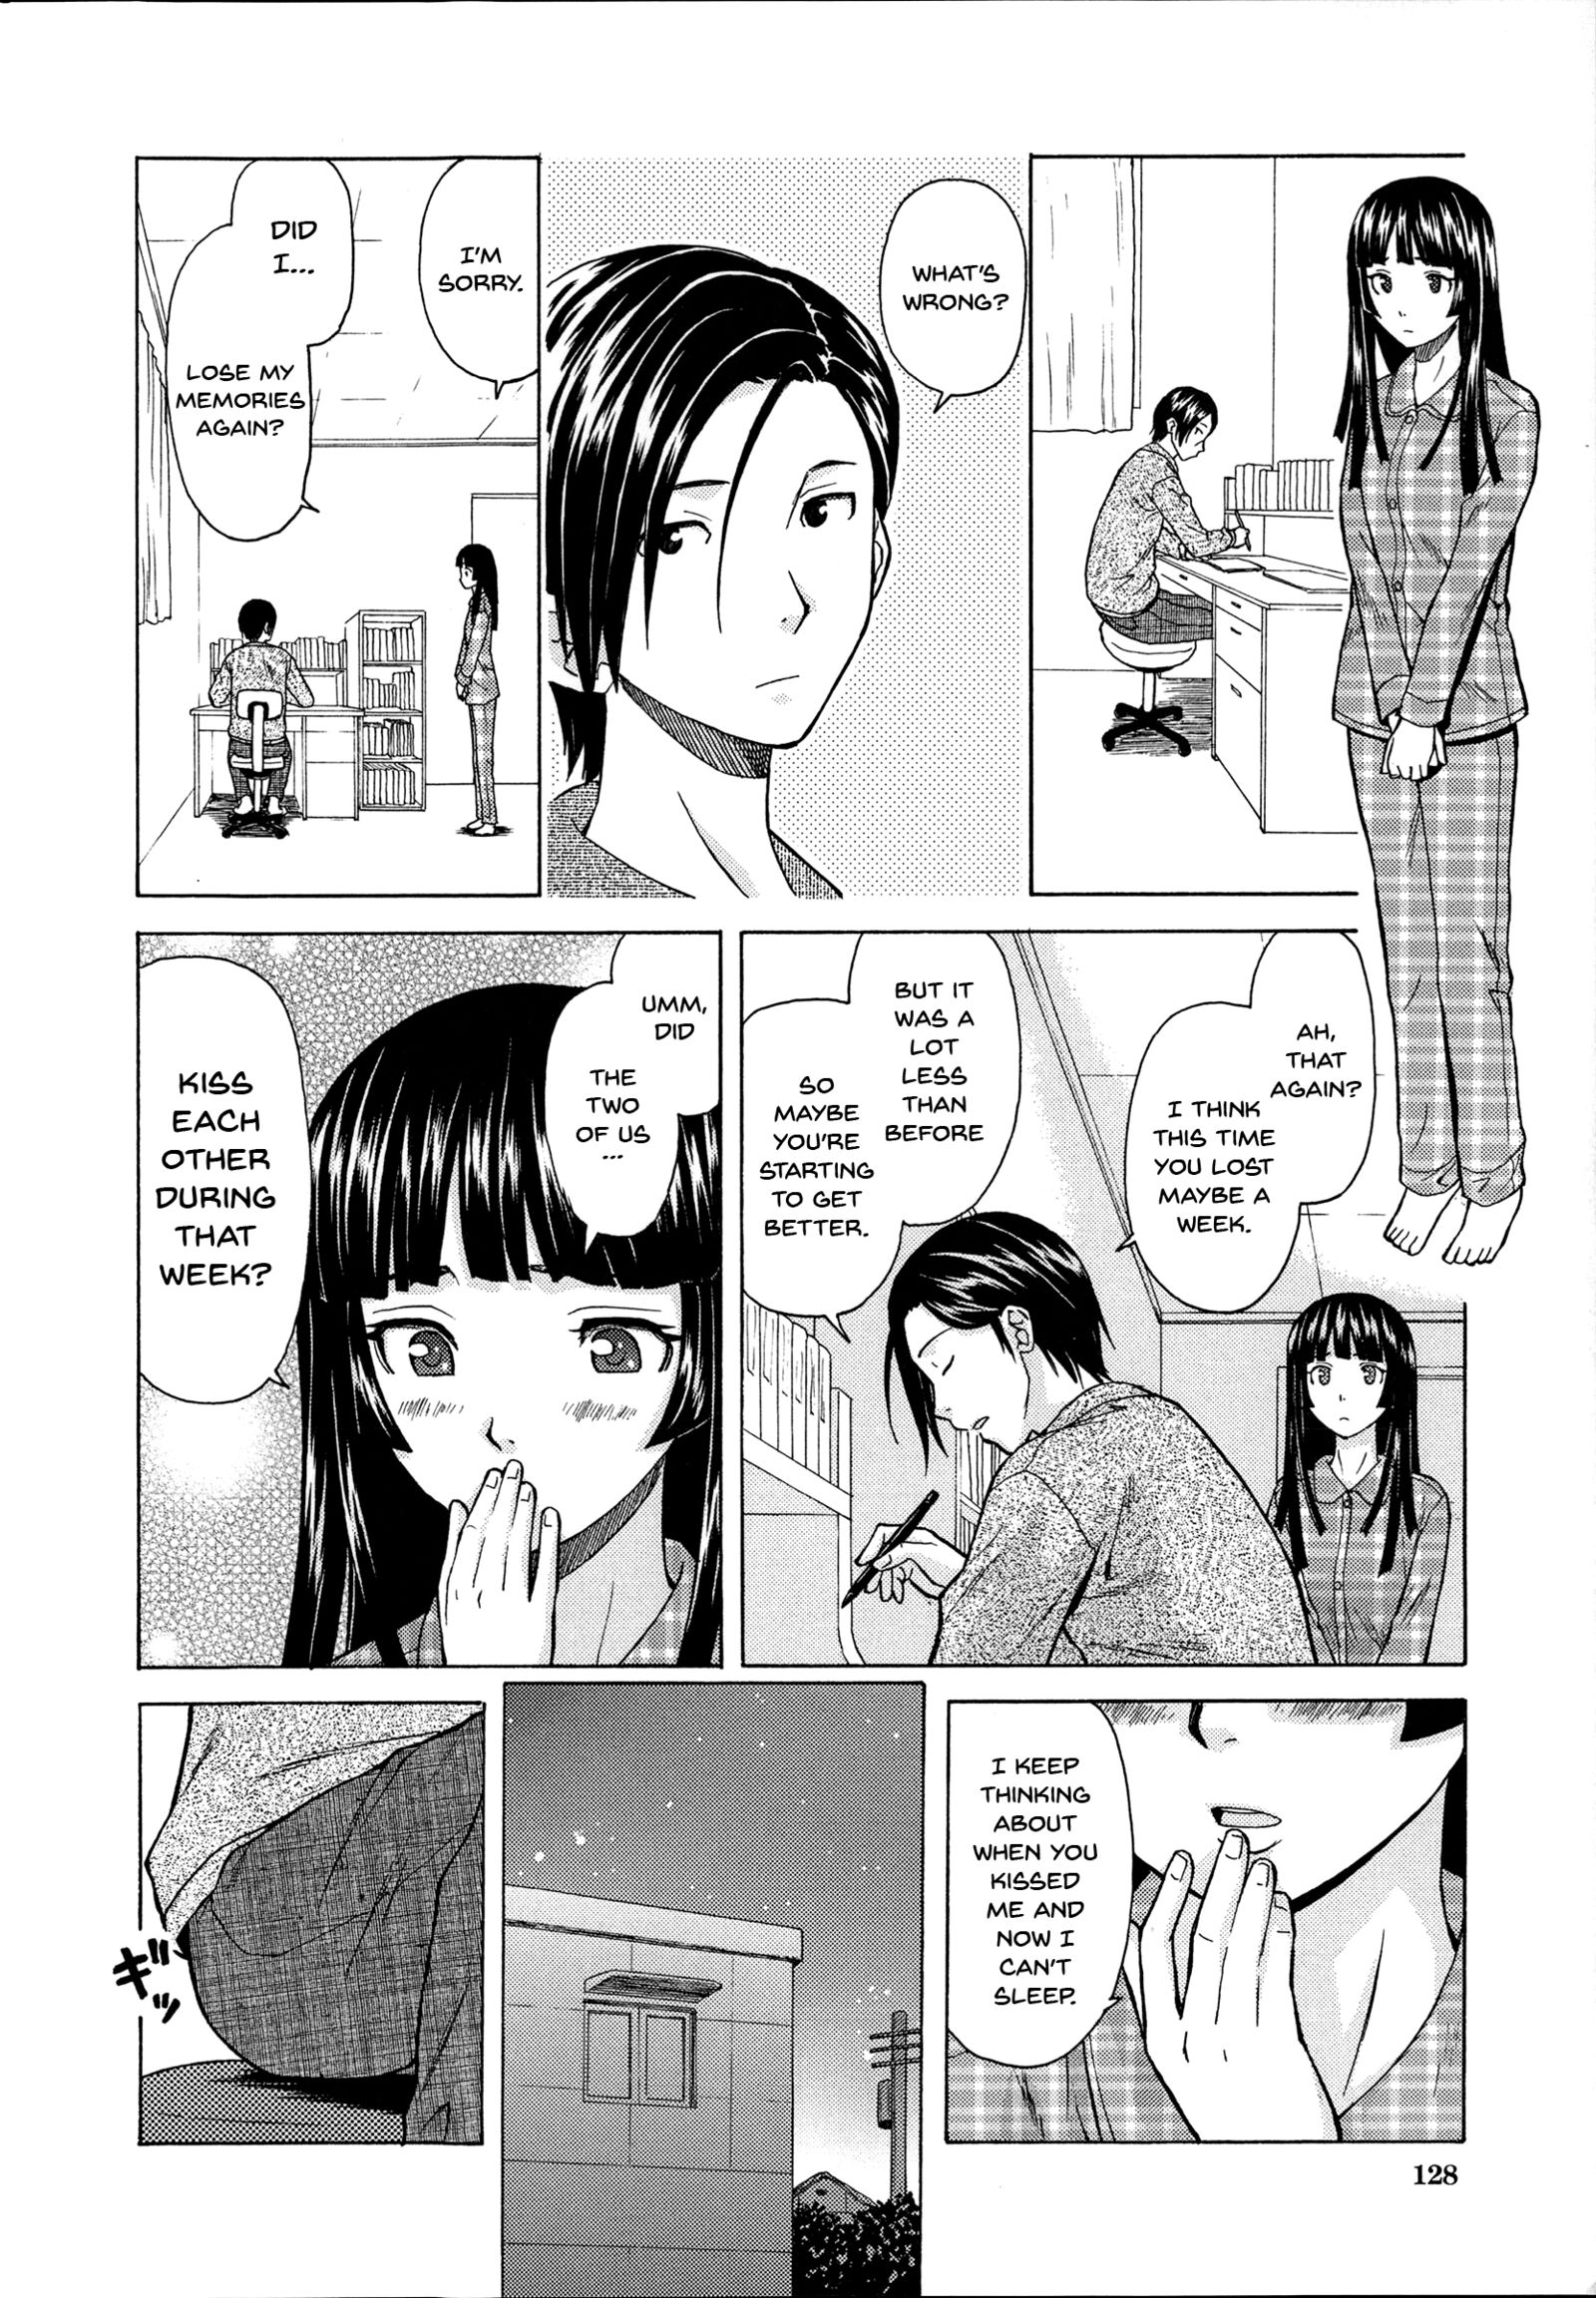 WHAT'S
WRONG?
I'M
SORRY.
DID
I...
LOSE MY
MEMORIES
AGAIN?
AH,
THAT
AGAIN?
I THINK
THIS TIME
YOU LOST
MAYBE A
WEEK.
BUT IT
WAS A
LOT
LESS
THAN
BEFORE
SO
MAYBE
YOU'RE
STARTING
TO GET
BETTER.
UMM,
DID
THE
TWO
OF US
...
KISS
EACH
OTHER
DURING
THAT
WEEK?
I KEEP
THINKING
ABOUT
WHEN YOU
KISSED
ME AND
NOW I
CAN'T
SLEEP.
ギッ
128